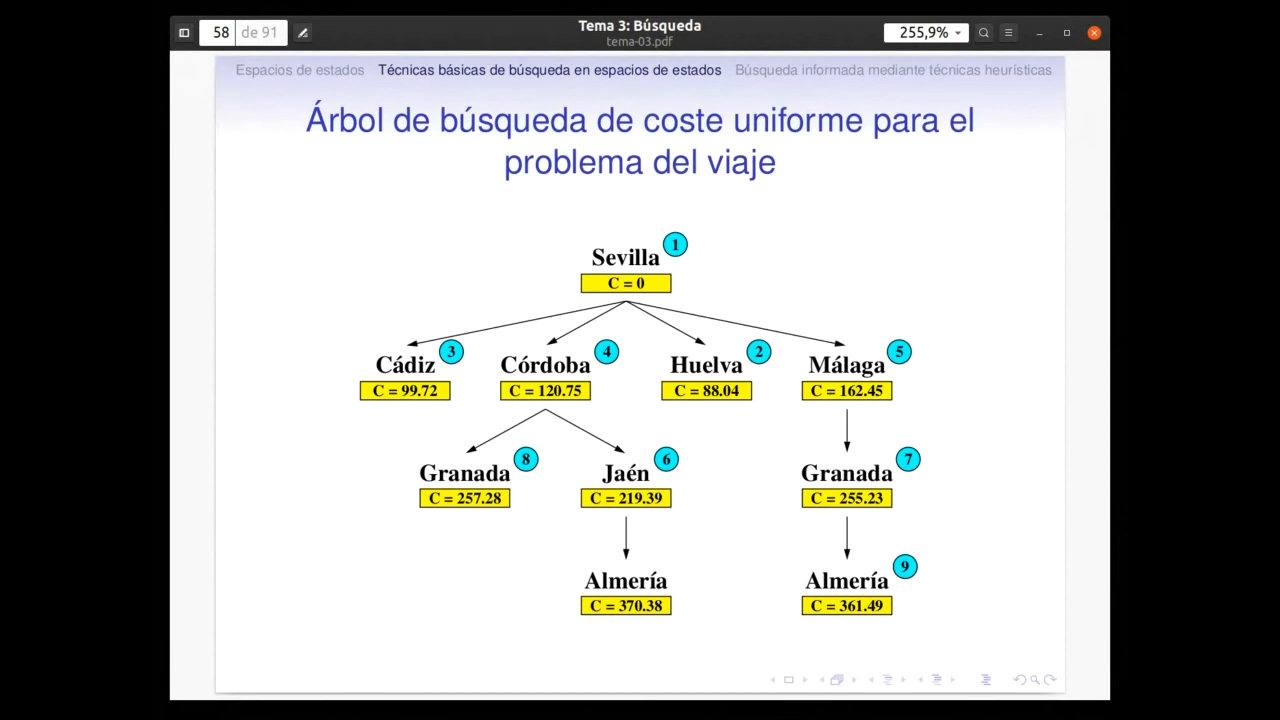 58 de 91
Tema 3: Búsqueda
tema-03.pdf
255,9%
Espacios de estados Técnicas básicas de búsqueda en espacios de estados Búsqueda informada mediante técnicas heurísticas
Árbol de búsqueda de coste uniforme para el
problema del viaje
Sevilla 1
C = 0
Cádiz 3 Córdoba 4 Huelva 2 Málaga 5
C = 99.72 C = 120.75 C = 88.04 C = 162.45
Granada 8 Jaén 6 Granada 7
C = 257.28 C = 219.39 C = 255.23
Almería Almería 9
C = 370.38 C = 361.49